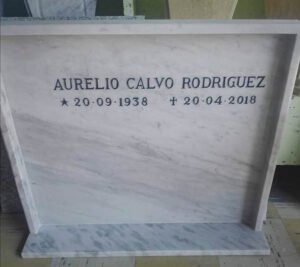 AURELIO CALVO RODRIGUEZ
★ 20·09·1938 ✝ 20·04·2018